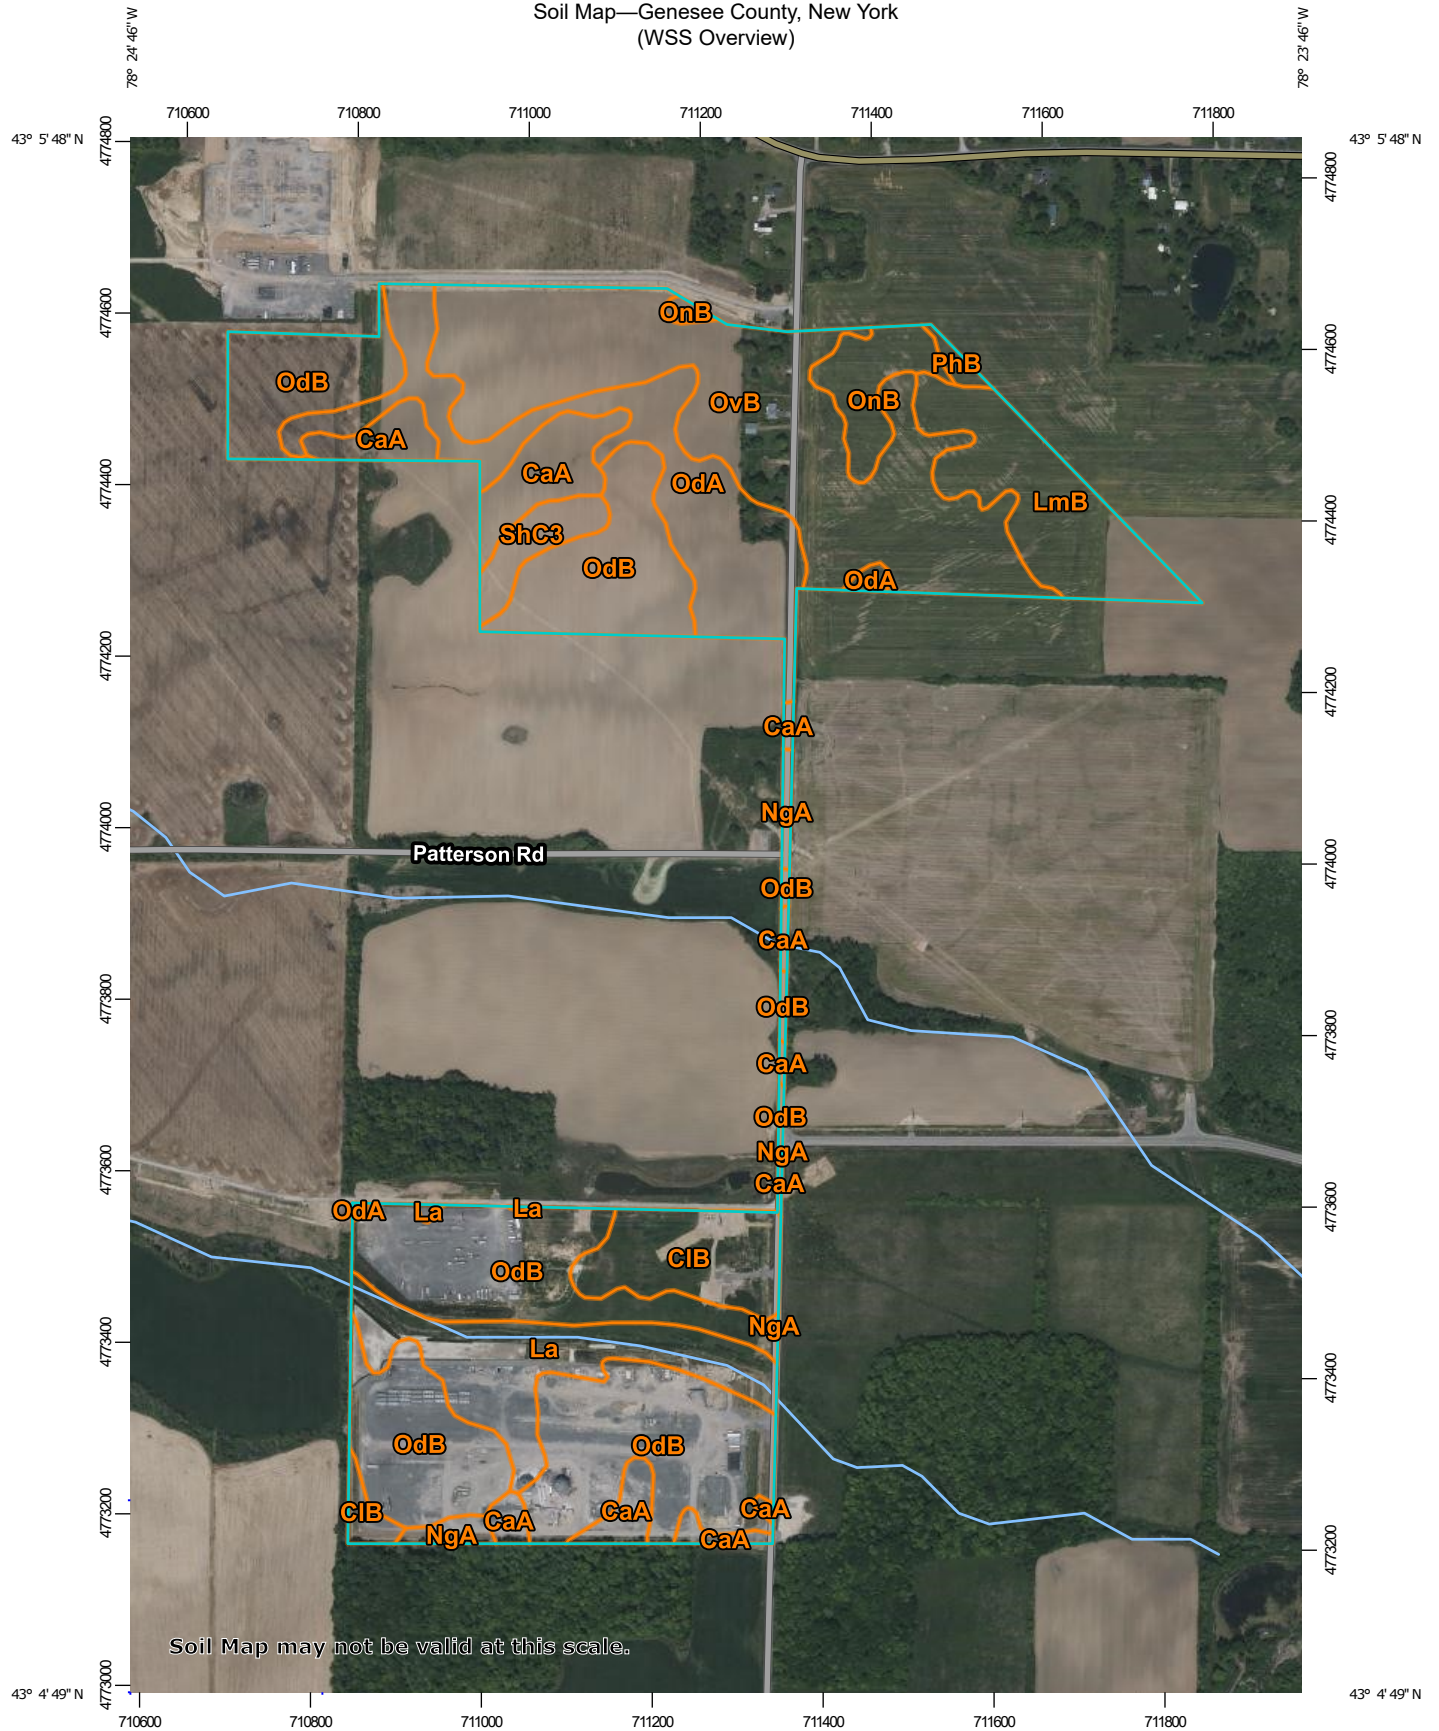 Soil Map—Genesee County, New York
(WSS Overview)
78° 24' 46'' W
78° 23' 46'' W
710600 710800 711000 711200 711400 711600 711800
43° 5' 48'' N
43° 5' 48'' N
4774800
4774800
4774600
4774600
4774400
4774400
4774200
4774200
4774000
4774000
4773800
4773800
4773600
4773600
4773400
4773400
4773200
4773200
4773000
OnB
PhB
OdB
OvB
OnB
CaA
CaA
OdA
LmB
ShC3
OdB
OdA
CaA
NgA
Patterson Rd
OdB
CaA
OdB
CaA
OdB
NgA
CaA
OdA
La
La
ClB
OdB
NgA
La
OdB
OdB
ClB
CaA
CaA
CaA
NgA
CaA
Soil Map may not be valid at this scale.
43° 4' 49'' N
43° 4' 49'' N
710600 710800 711000 711200 711400 711600 711800